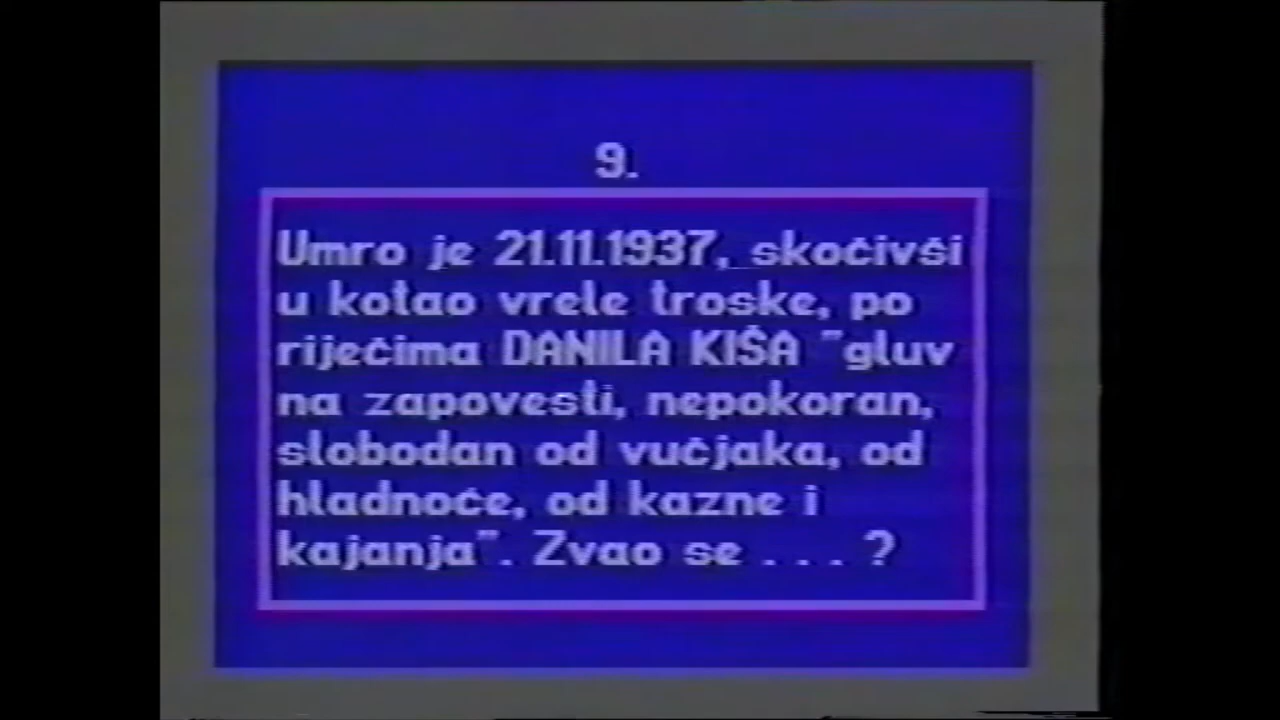 9.
Umro je 21.11.1937, skočivši
u kotao vrele troske, po
riječima DANILA KIŠA "gluv
na zapovesti, nepokoran,
slobodan od vučjaka, od
hladnoće, od kazne i
kajanja". Zvao se . . . ?